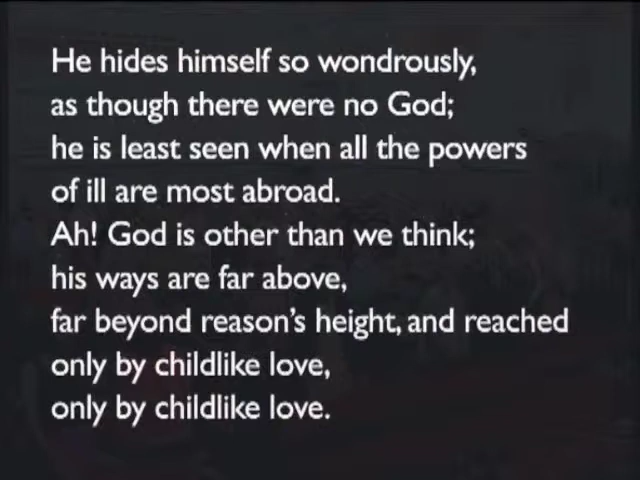 He hides himself so wondrously,
as though there were no God;
he is least seen when all the powers
of ill are most abroad.
Ah! God is other than we think;
his ways are far above,
far beyond reason's height, and reached
only by childlike love,
only by childlike love.